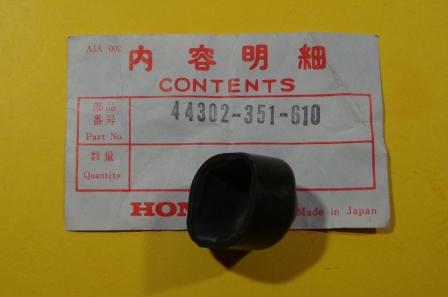 A1A 002
内容明細
CONTENTS
部品
番号
Part No.
44302-351-610
数量
Quantity
HON
Made in Japan